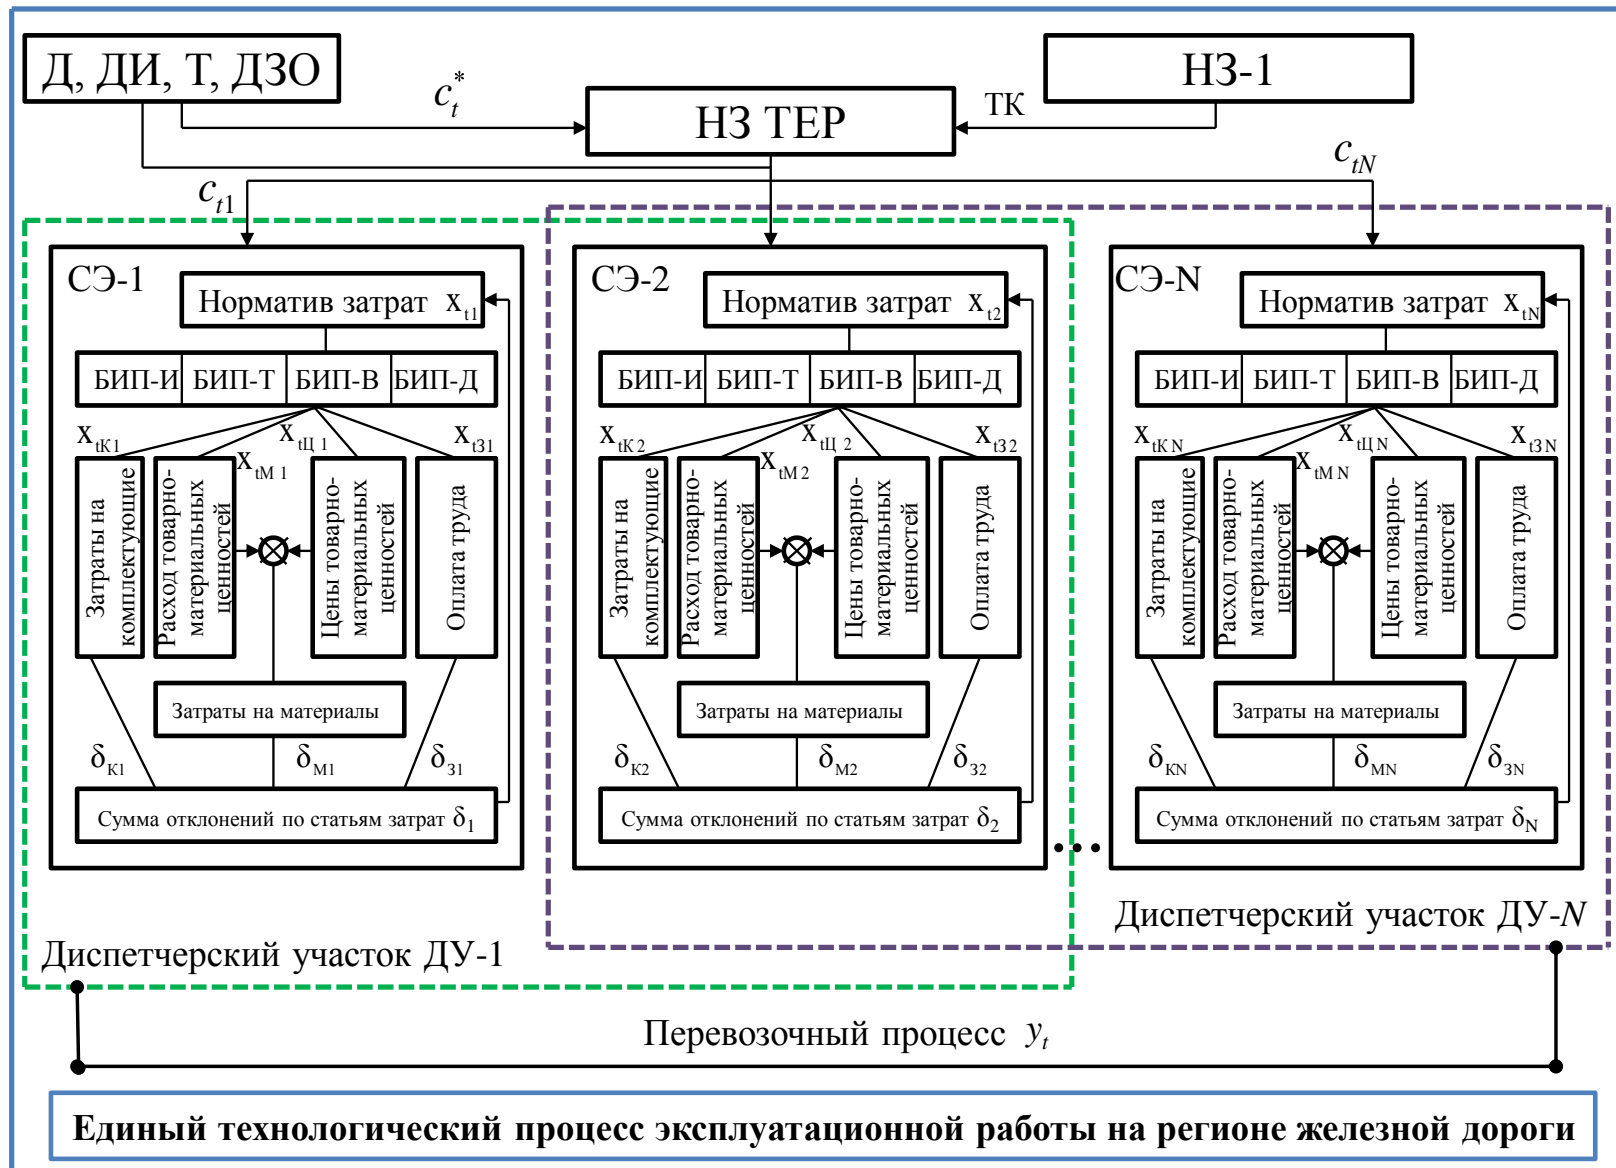 Д, ДИ, Т, ДЗО
c*t
НЗ ТЕР
ТК
НЗ-1
ct1
ctN
СЭ-1
Норматив затрат xt1
БИП-И БИП-Т БИП-В БИП-Д
xtК1
xtМ 1
xtЦ 1
xtЗ1
Затраты на
комплектующие
Расход товарно-
материальных
ценностей
Цены товарно-
материальных
ценностей
Оплата труда
Затраты на материалы
δК1
δМ1
δЗ1
Сумма отклонений по статьям затрат δ1
СЭ-2
Норматив затрат xt2
БИП-И БИП-Т БИП-В БИП-Д
xtК 2
xtМ 2
xtЦ 2
xtЗ 2
Затраты на
комплектующие
Расход товарно-
материальных
ценностей
Цены товарно-
материальных
ценностей
Оплата труда
Затраты на материалы
δК2
δМ2
δЗ2
Сумма отклонений по статьям затрат δ2
...
СЭ-N
Норматив затрат xtN
БИП-И БИП-Т БИП-В БИП-Д
xtК N
xtМ N
xtЦ N
xtЗ N
Затраты на
комплектующие
Расход товарно-
материальных
ценностей
Цены товарно-
материальных
ценностей
Оплата труда
Затраты на материалы
δКN
δМN
δЗN
Сумма отклонений по статьям затрат δN
Диспетчерский участок ДУ-N
Диспетчерский участок ДУ-1
Перевозочный процесс yt
Единый технологический процесс эксплуатационной работы на регионе железной дороги